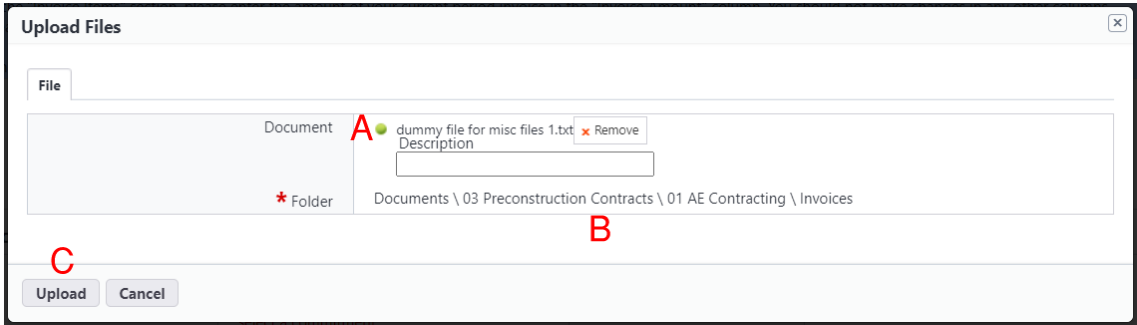 Upload Files
File
Document
A
dummy file for misc files 1.txt
x Remove
Description
* Folder
Documents \ 03 Preconstruction Contracts \ 01 AE Contracting \ Invoices
B
C
Upload
Cancel